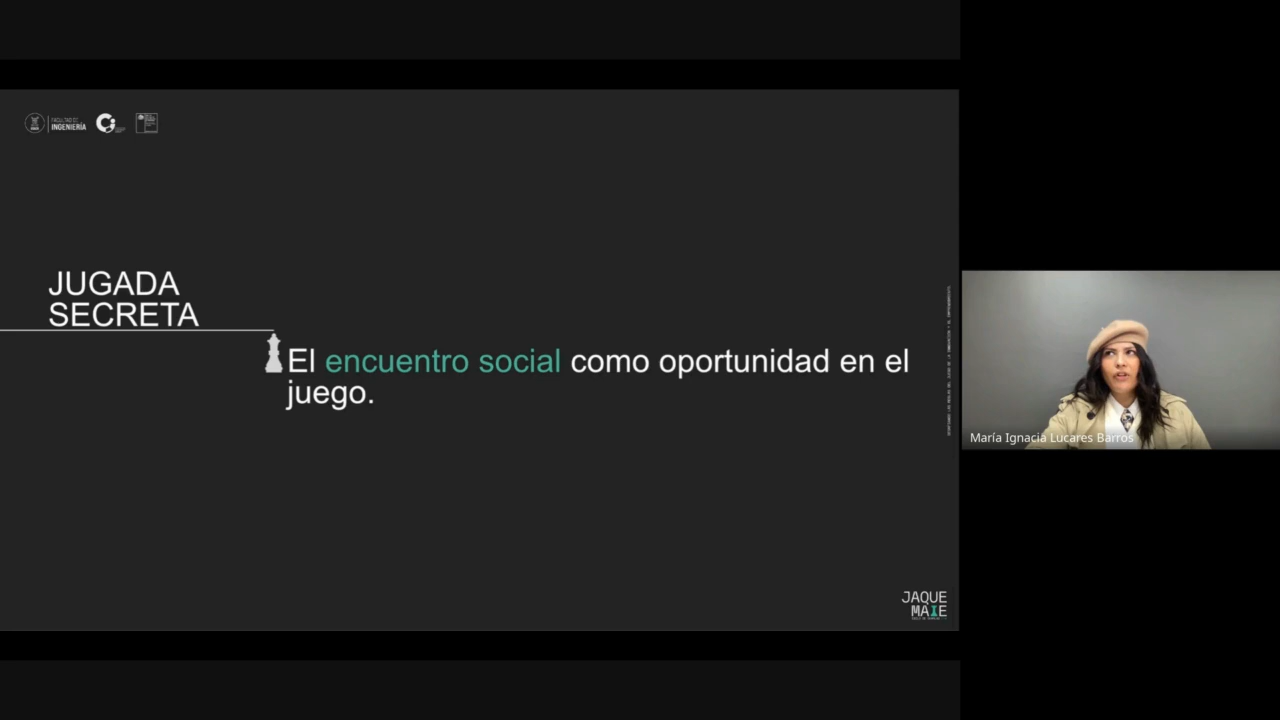 FACULTAD DE
INGENIERÍA
JUGADA
SECRETA
El encuentro social como oportunidad en el
juego.
María Ignacia Lucares Barros
JAQUE
MATE